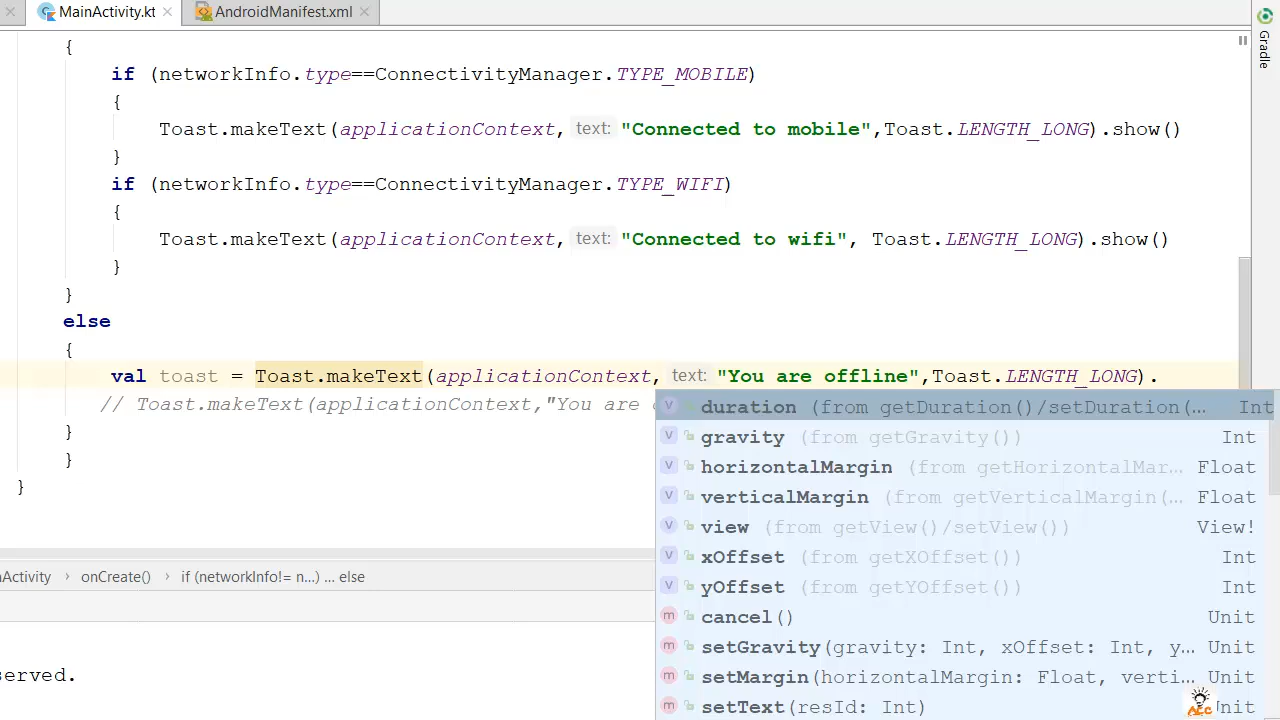 MainActivity.kt AndroidManifest.xml
Gradle
{
if (networkInfo.type==ConnectivityManager.TYPE_MOBILE)
{
Toast.makeText(applicationContext, text: "Connected to mobile",Toast.LENGTH_LONG).show()
}
if (networkInfo.type==ConnectivityManager.TYPE_WIFI)
{
Toast.makeText(applicationContext, text: "Connected to wifi", Toast.LENGTH_LONG).show()
}
}
else
{
val toast = Toast.makeText(applicationContext, text: "You are offline",Toast.LENGTH_LONG).
// Toast.makeText(applicationContext,"You are
}
}
}
duration (from getDuration()/setDuration(… Int
gravity (from getGravity()) Int
horizontalMargin (from getHorizontalMar… Float
verticalMargin (from getVerticalMargin(… Float
view (from getView()/setView()) View!
xOffset (from getXOffset()) Int
yOffset (from getYOffset()) Int
cancel() Unit
setGravity(gravity: Int, xOffset: Int, y… Unit
setMargin(horizontalMargin: Float, verti… Unit
setText(resId: Int) Unit
nActivity › onCreate() › if (networkInfo!= n...) ... else
served.